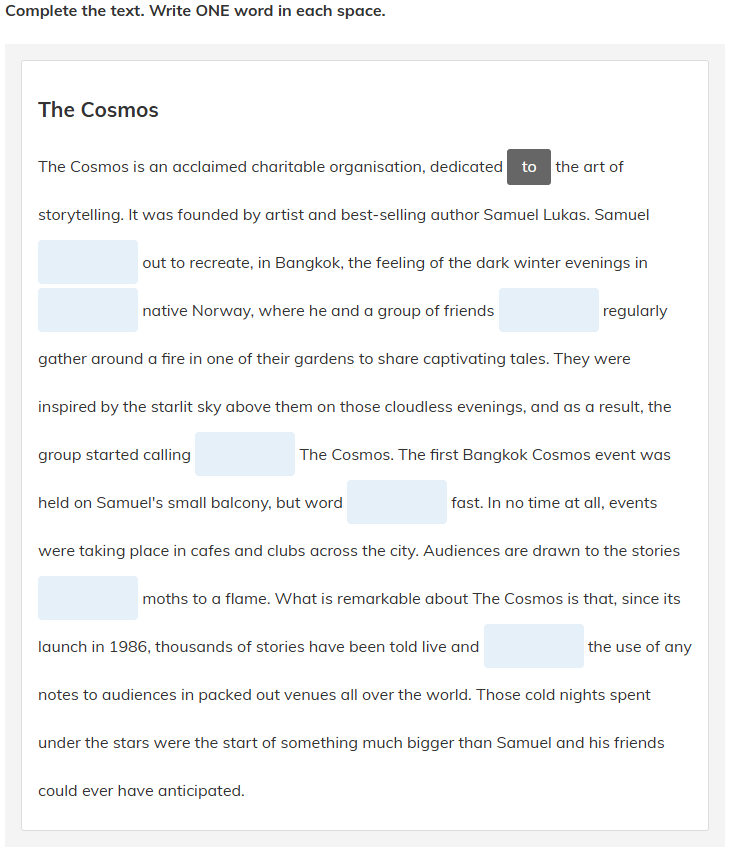 Complete the text. Write ONE word in each space.
The Cosmos
The Cosmos is an acclaimed charitable organisation, dedicated to the art of
storytelling. It was founded by artist and best-selling author Samuel Lukas. Samuel
out to recreate, in Bangkok, the feeling of the dark winter evenings in
native Norway, where he and a group of friends regularly
gather around a fire in one of their gardens to share captivating tales. They were
inspired by the starlit sky above them on those cloudless evenings, and as a result, the
group started calling The Cosmos. The first Bangkok Cosmos event was
held on Samuel's small balcony, but word fast. In no time at all, events
were taking place in cafes and clubs across the city. Audiences are drawn to the stories
moths to a flame. What is remarkable about The Cosmos is that, since its
launch in 1986, thousands of stories have been told live and the use of any
notes to audiences in packed out venues all over the world. Those cold nights spent
under the stars were the start of something much bigger than Samuel and his friends
could ever have anticipated.